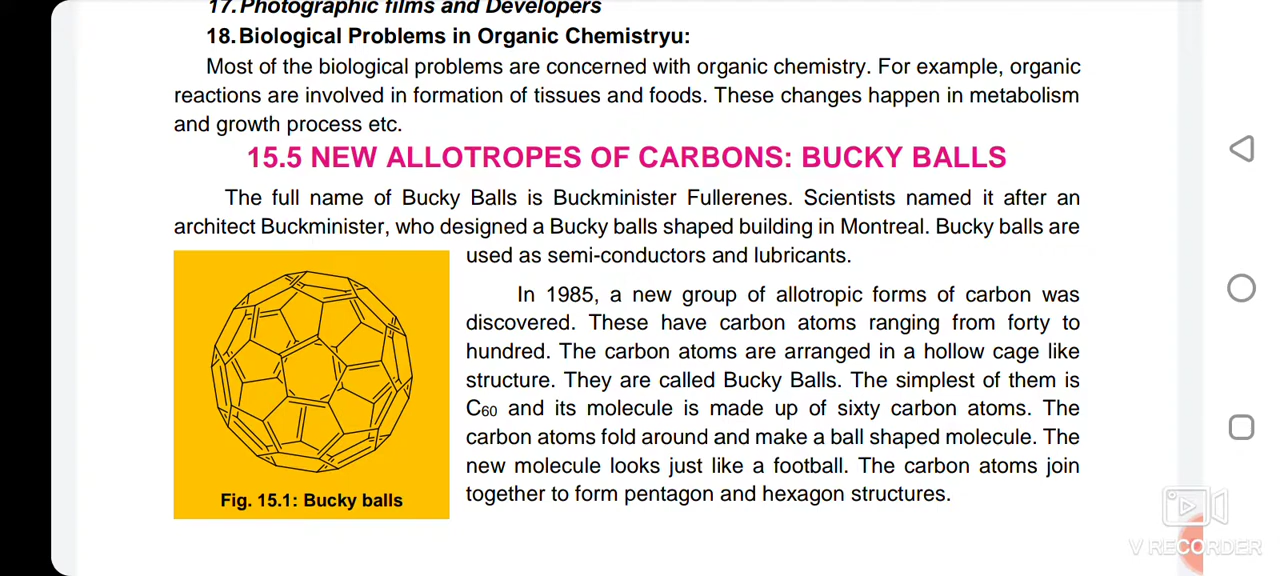 17. Photographic films and Developers
18. Biological Problems in Organic Chemistryu:
Most of the biological problems are concerned with organic chemistry. For example, organic
reactions are involved in formation of tissues and foods. These changes happen in metabolism
and growth process etc.
15.5 NEW ALLOTROPES OF CARBONS: BUCKY BALLS
The full name of Bucky Balls is Buckminister Fullerenes. Scientists named it after an
architect Buckminister, who designed a Bucky balls shaped building in Montreal. Bucky balls are
used as semi-conductors and lubricants.
In 1985, a new group of allotropic forms of carbon was
discovered. These have carbon atoms ranging from forty to
hundred. The carbon atoms are arranged in a hollow cage like
structure. They are called Bucky Balls. The simplest of them is
C60 and its molecule is made up of sixty carbon atoms. The
carbon atoms fold around and make a ball shaped molecule. The
new molecule looks just like a football. The carbon atoms join
together to form pentagon and hexagon structures.
Fig. 15.1: Bucky balls
V RECORDER